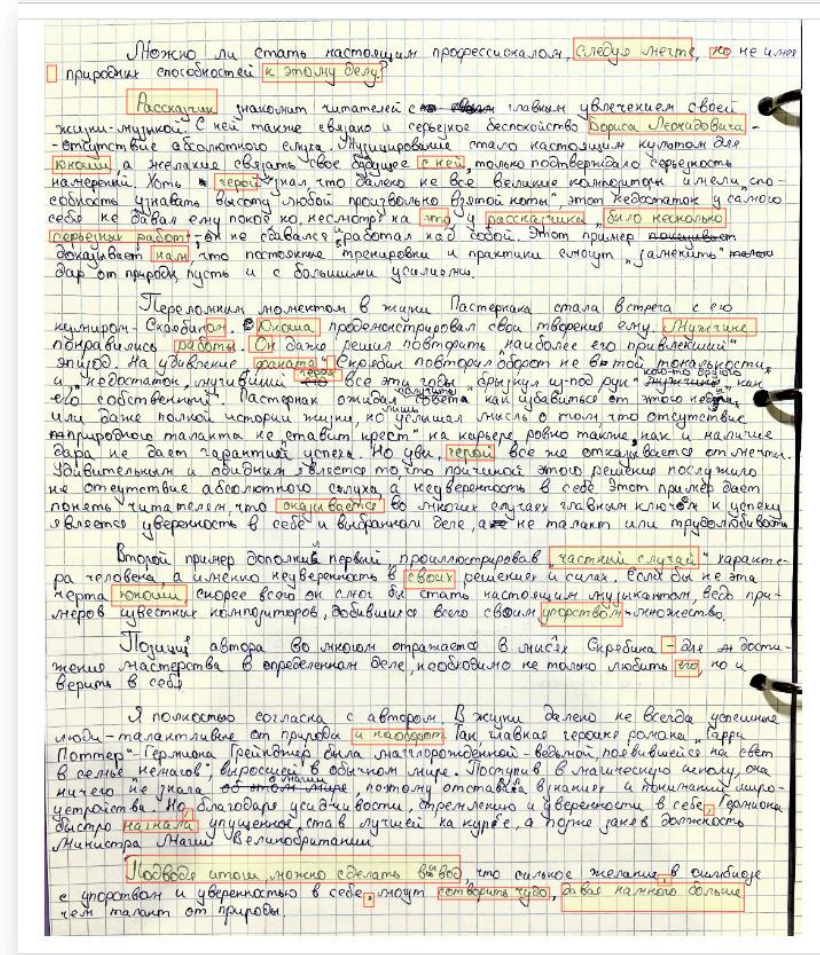 Можно ли стать настоящим профессионалом, следуя мечте, но не имея
природных способностей к этому делу?
Рассказчик знакомит читателей с главным увлечением своей
жизни-музыкой. С ней также связано и серьезное беспокойство Бориса Леонидовича -
-отсутствие абсолютного слуха. Музицирование стало настоящим культом для
юноши, а желание связать свое будущее с ней, только подтверждало серьезность
намерений. Хоть герой и знал что далеко не все великие композиторы имели „спо-
собность узнавать высоту любой произвольно взятой ноты", этот недостаток у самого
себя не давал ему покоя но, несмотря на это у рассказчика „было несколько
серьезных работ", он не сдавался и работал над собой. Этот пример
доказывает нам, что постоянные тренировки и практики смогут „заменить"
дар от природы, пусть и с большими усилиями.
Переломным моментом в жизни Пастернака стала встреча с его
кумиром- Скрябиным. Юноша продемонстрировал свои творения ему. Мужчине
понравились работы. Он даже решил повторить „наиболее его привлекший"
эпизод. На удивление фаната", Скрябин повторил оборот не в той тональности,
и „недостаток, мучивший героя все эти годы, брызнул из-под рук" кого-то другого „как
его собственный". Пастернак ожидал получить совета как избавиться от этого
или даже полной истории жизни, но лишь услышал мысль о том, что отсутствие
природного таланта не „ставит крест" на карьере, ровно также, как и наличие
дара не дает гарантий успеха. Но увы, герой все же отказывается от мечты.
Удивительным и обидным является то, что причиной этого решение послужило
не отсутствие абсолютного слуха, а неуверенность в себе. Этот пример дает
понять читателям, что оказывается во многих случаях главным ключом к успеху
является уверенность в себе и выбранном деле, а не талант или трудолюбивость
Второй пример дополнил первый, проиллюстрировав „частный случай" характе-
ра человека, а именно неуверенность в своих решениях и силах. Если бы не эта
черта юноши скорее всего он смог бы стать настоящим музыкантом, ведь при-
меров известных композиторов, добившихся всего своим упорством-множество.
Позиция автора во многом отражается в мыслях Скрябина - для дости-
жения мастерства в определенном деле, необходимо не только любить его, но и
верить в себя
Я полностью согласна с автором. В жизни далеко не всегда успешные
люди-талантливые от природы и наоборот. Так главная героиня романа „Гарри
Поттер"-Гермиона Грейнджер была маглорожденной-ведьмой, появившейся на свет
в семье немагов, выросшей в обычном мире. Поступив в магическую школу, она
ничего не знала о магии, поэтому отставала в знаниях и понимании миро-
устройства. Но, благодаря усидчивости, стремлению и уверенности в себе, Гермиона
быстро нагнала упущенное, став лучшей на курсе, а позже заняв должность
Министра Магии Великобритании.
Подводя итоги, можно сделать вывод, что сильное желание, в симбиозе
с упорством и уверенностью в себе, могут сотворить чудо, давая намного больше
чем талант от природы.